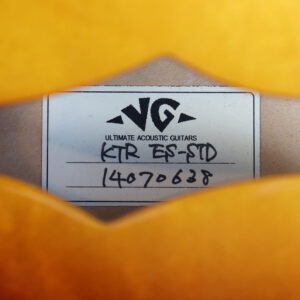 VG
ULTIMATE ACOUSTIC GUITARS
KTR ES-STD
14070638